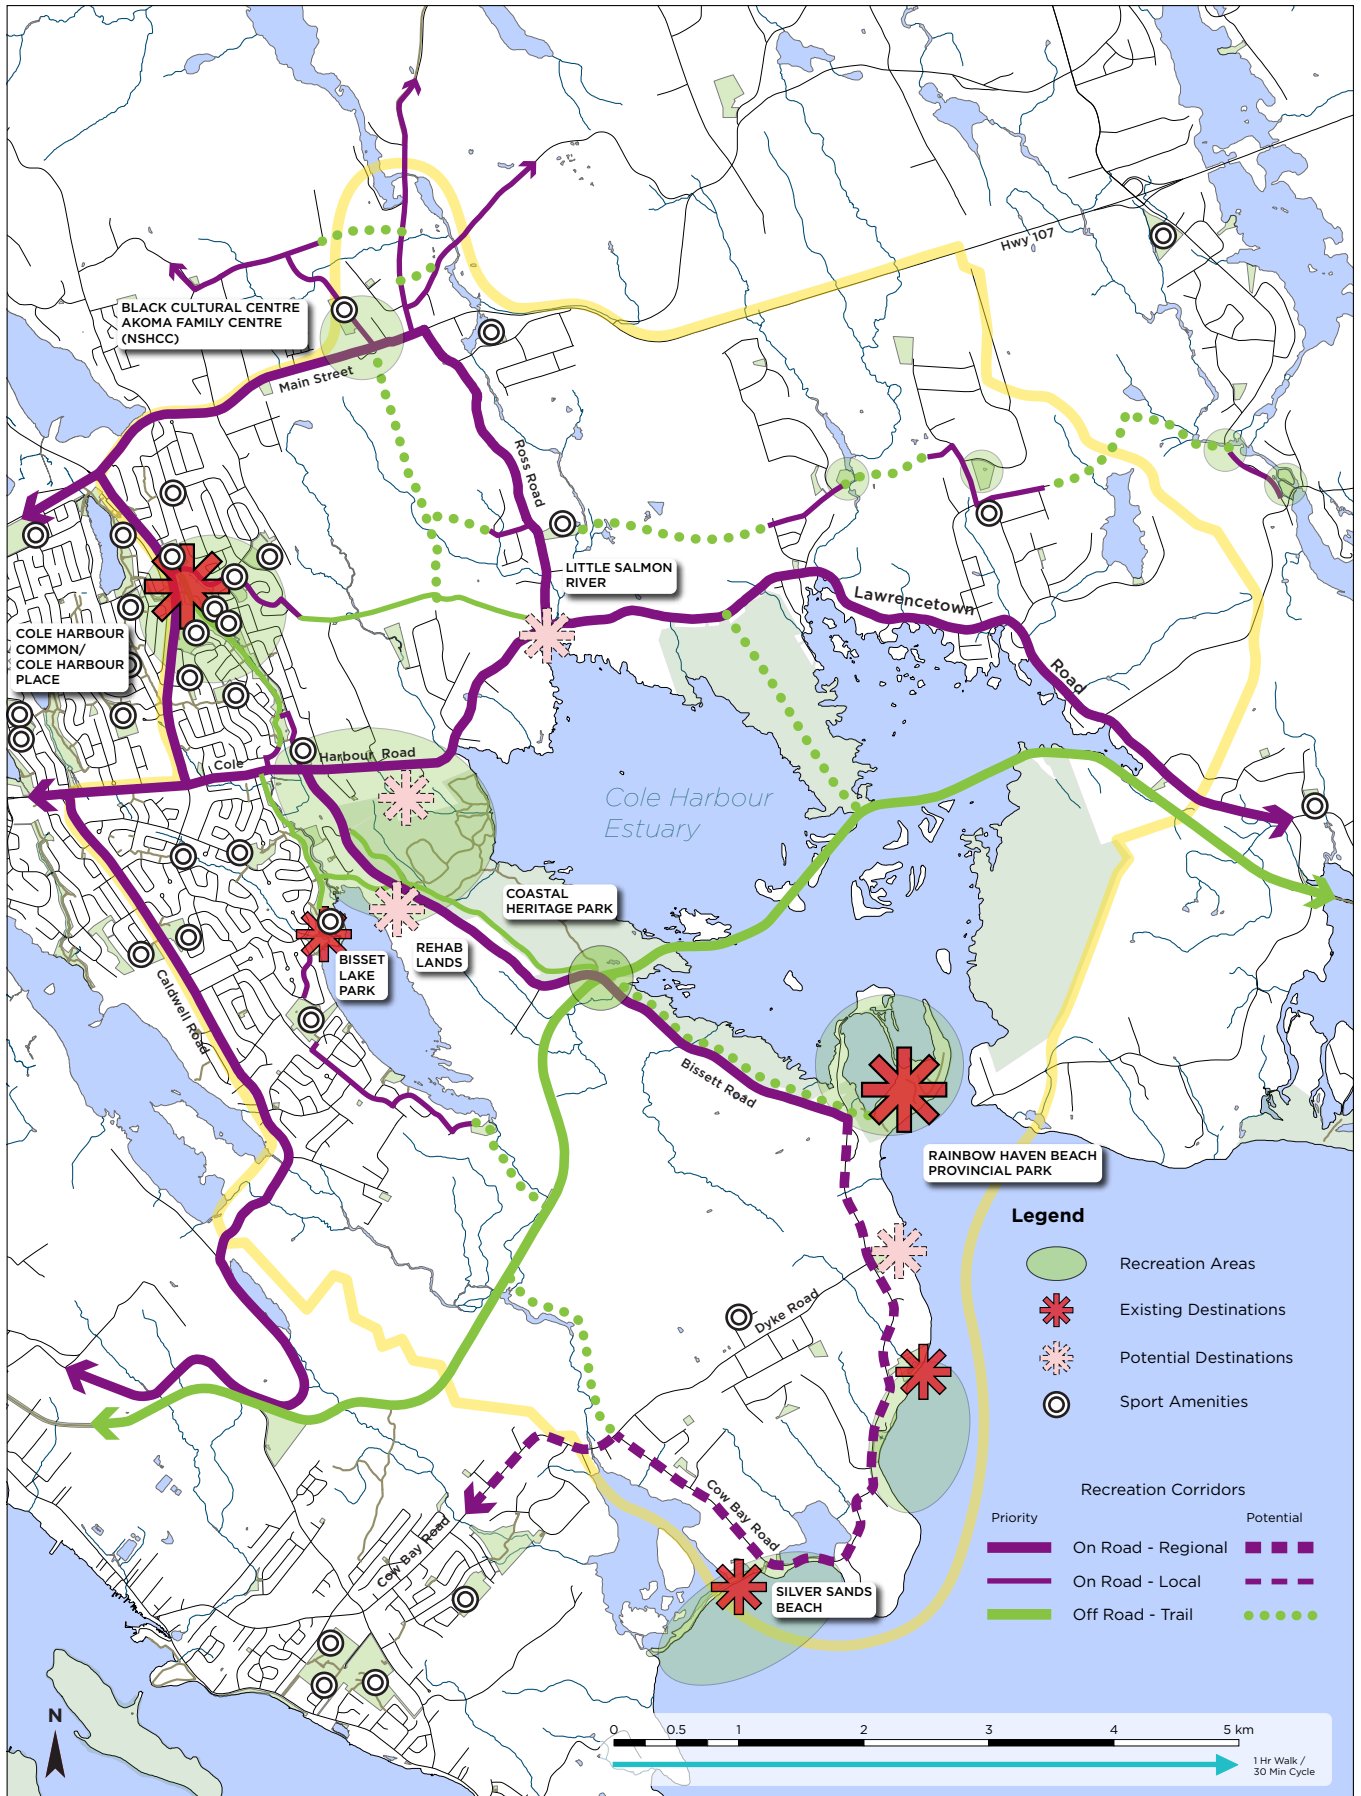 Hwy 107
BLACK CULTURAL CENTRE
AKOMA FAMILY CENTRE
(NSHCC)
Main Street
Ross Road
LITTLE SALMON
RIVER
Lawrencetown
Road
COLE HARBOUR
COMMON/
COLE HARBOUR
PLACE
Cole
Harbour Road
Cole Harbour
Estuary
COASTAL
HERITAGE PARK
REHAB
LANDS
BISSET
LAKE
PARK
Caldwell Road
Bissett Road
RAINBOW HAVEN BEACH
PROVINCIAL PARK
Dyke Road
Cow Bay Road
Cow Bay Road
SILVER SANDS
BEACH
Legend
Recreation Areas
Existing Destinations
Potential Destinations
Sport Amenities
Recreation Corridors
Priority
Potential
On Road - Regional
On Road - Local
Off Road - Trail
N
0 0.5 1 2 3 4 5 km
1 Hr Walk /
30 Min Cycle